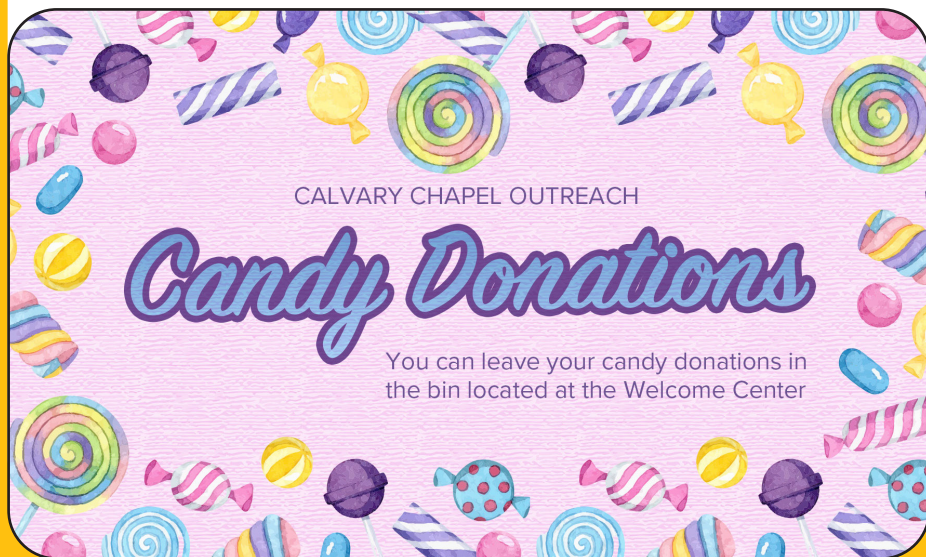 CALVARY CHAPEL OUTREACH
Candy Donations
You can leave your candy donations in
the bin located at the Welcome Center